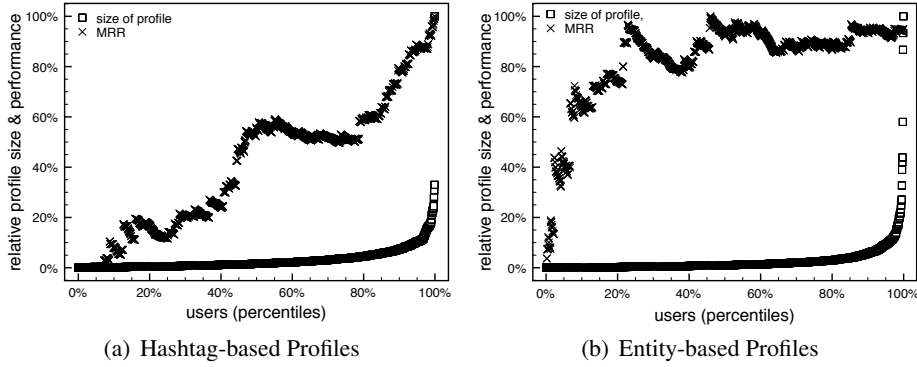 relative profile size & performance
size of profile
MRR
100%
80%
60%
40%
20%
0%
0% 20% 40% 60% 80% 100%
users (percentiles)
(a) Hashtag-based Profiles
relative profile size & performance
size of profile,
MRR
100%
80%
60%
40%
20%
0%
0% 20% 40% 60% 80% 100%
users (percentiles)
(b) Entity-based Profiles